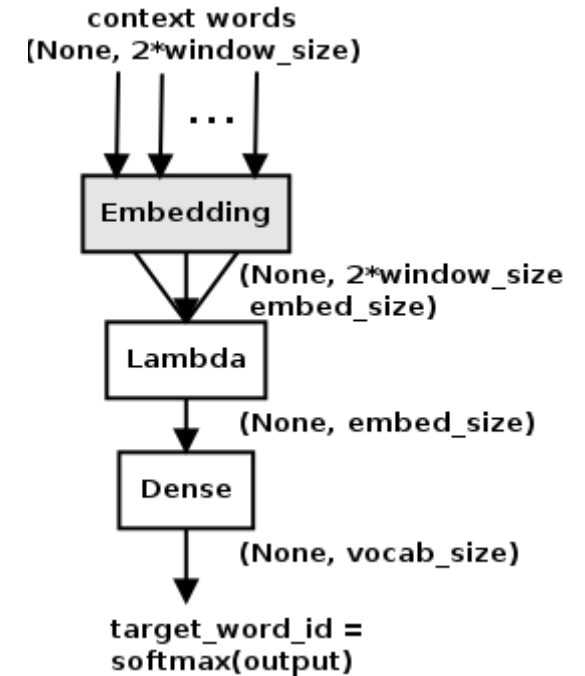 context words
(None, 2*window_size)
...
Embedding
(None, 2*window_size
embed_size)
Lambda
(None, embed_size)
Dense
(None, vocab_size)
target_word_id =
softmax(output)